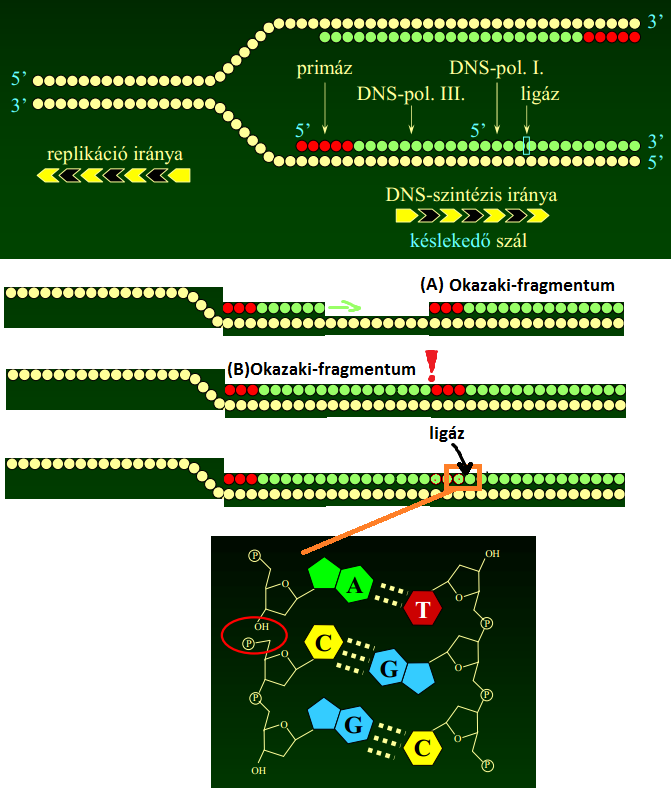 3’
primáz
DNS-pol. I.
5’
DNS-pol. III.
ligáz
3’
5’
5’
3’
replikáció iránya
5’
DNS-szintézis iránya
késlekedő szál
(A) Okazaki-fragmentum
(B)Okazaki-fragmentum
!
ligáz
P
OH
O
A
T
O
OH
P
P
C
G
O
O
P
P
G
C
O
O
OH
P